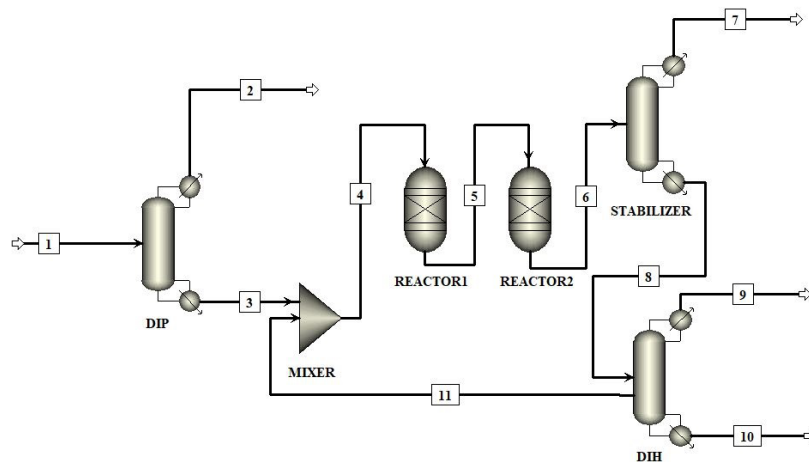 7
2
4
5
6
STABILIZER
1
REACTOR1
REACTOR2
8
3
9
DIP
MIXER
11
10
DIH